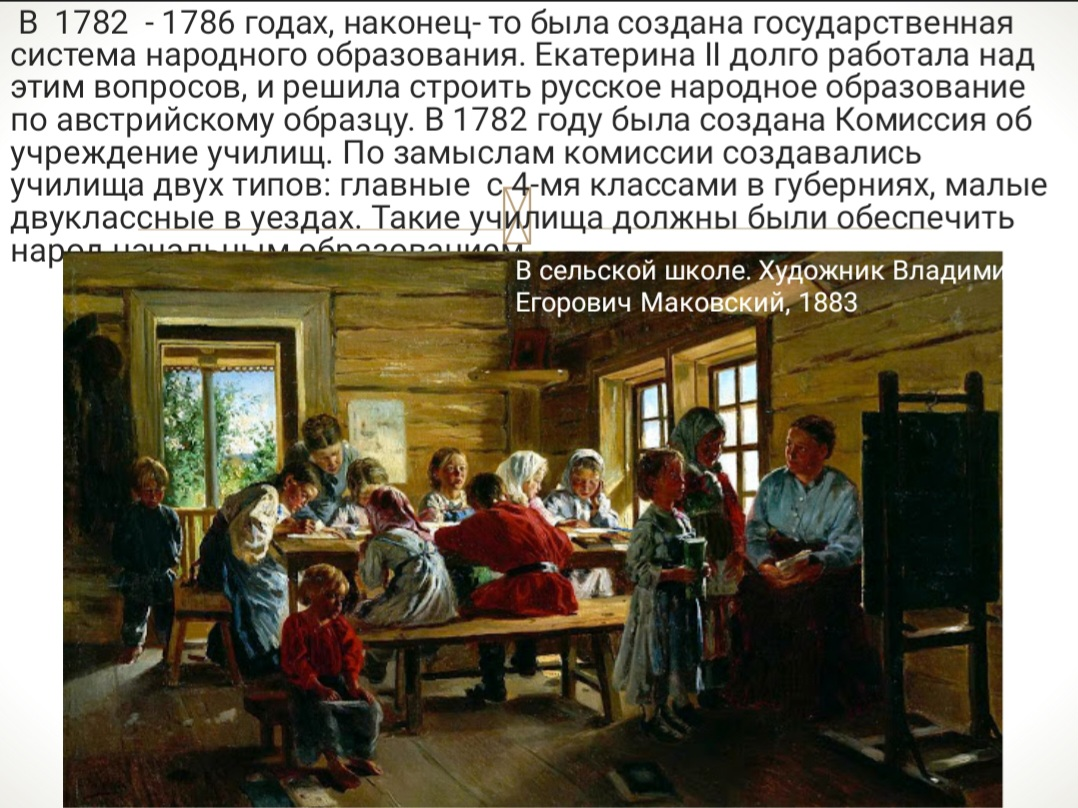 В 1782 - 1786 годах, наконец- то была создана государственная
система народного образования. Екатерина II долго работала над
этим вопросов, и решила строить русское народное образование
по австрийскому образцу. В 1782 году была создана Комиссия об
учреждение училищ. По замыслам комиссии создавались
училища двух типов: главные с 4-мя классами в губерниях, малые
двуклассные в уездах. Такие училища должны были обеспечить
народ начальным образованием
В сельской школе. Художник Владими
Егорович Маковский, 1883